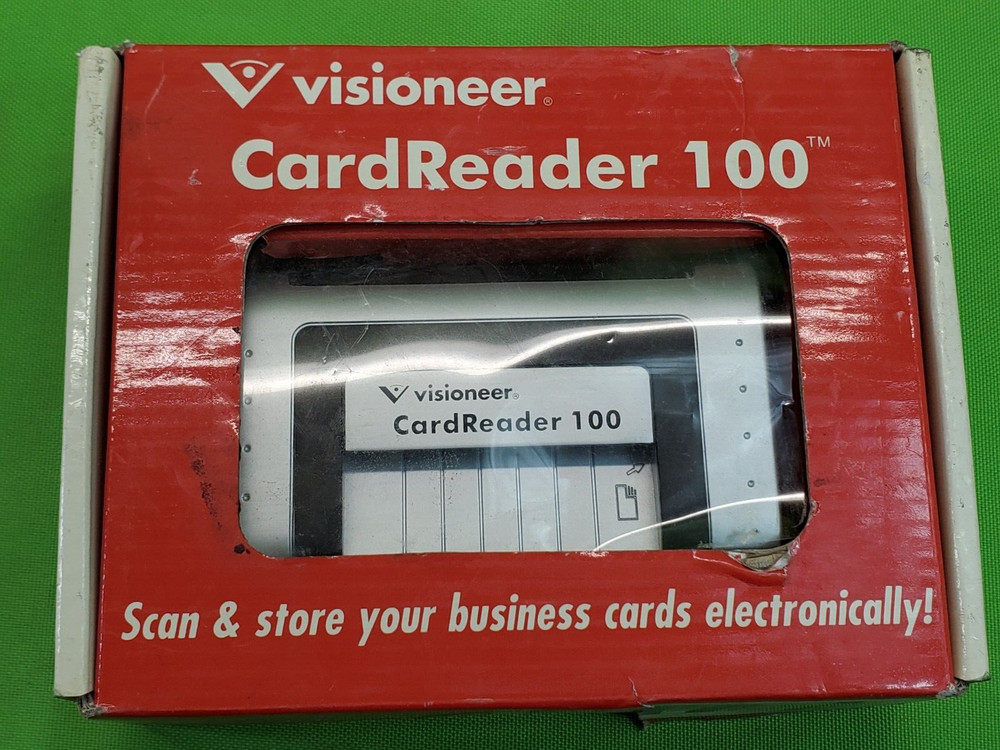 visioneer®
CardReader 100™
visioneer®
CardReader 100
Scan & store your business cards electronically!